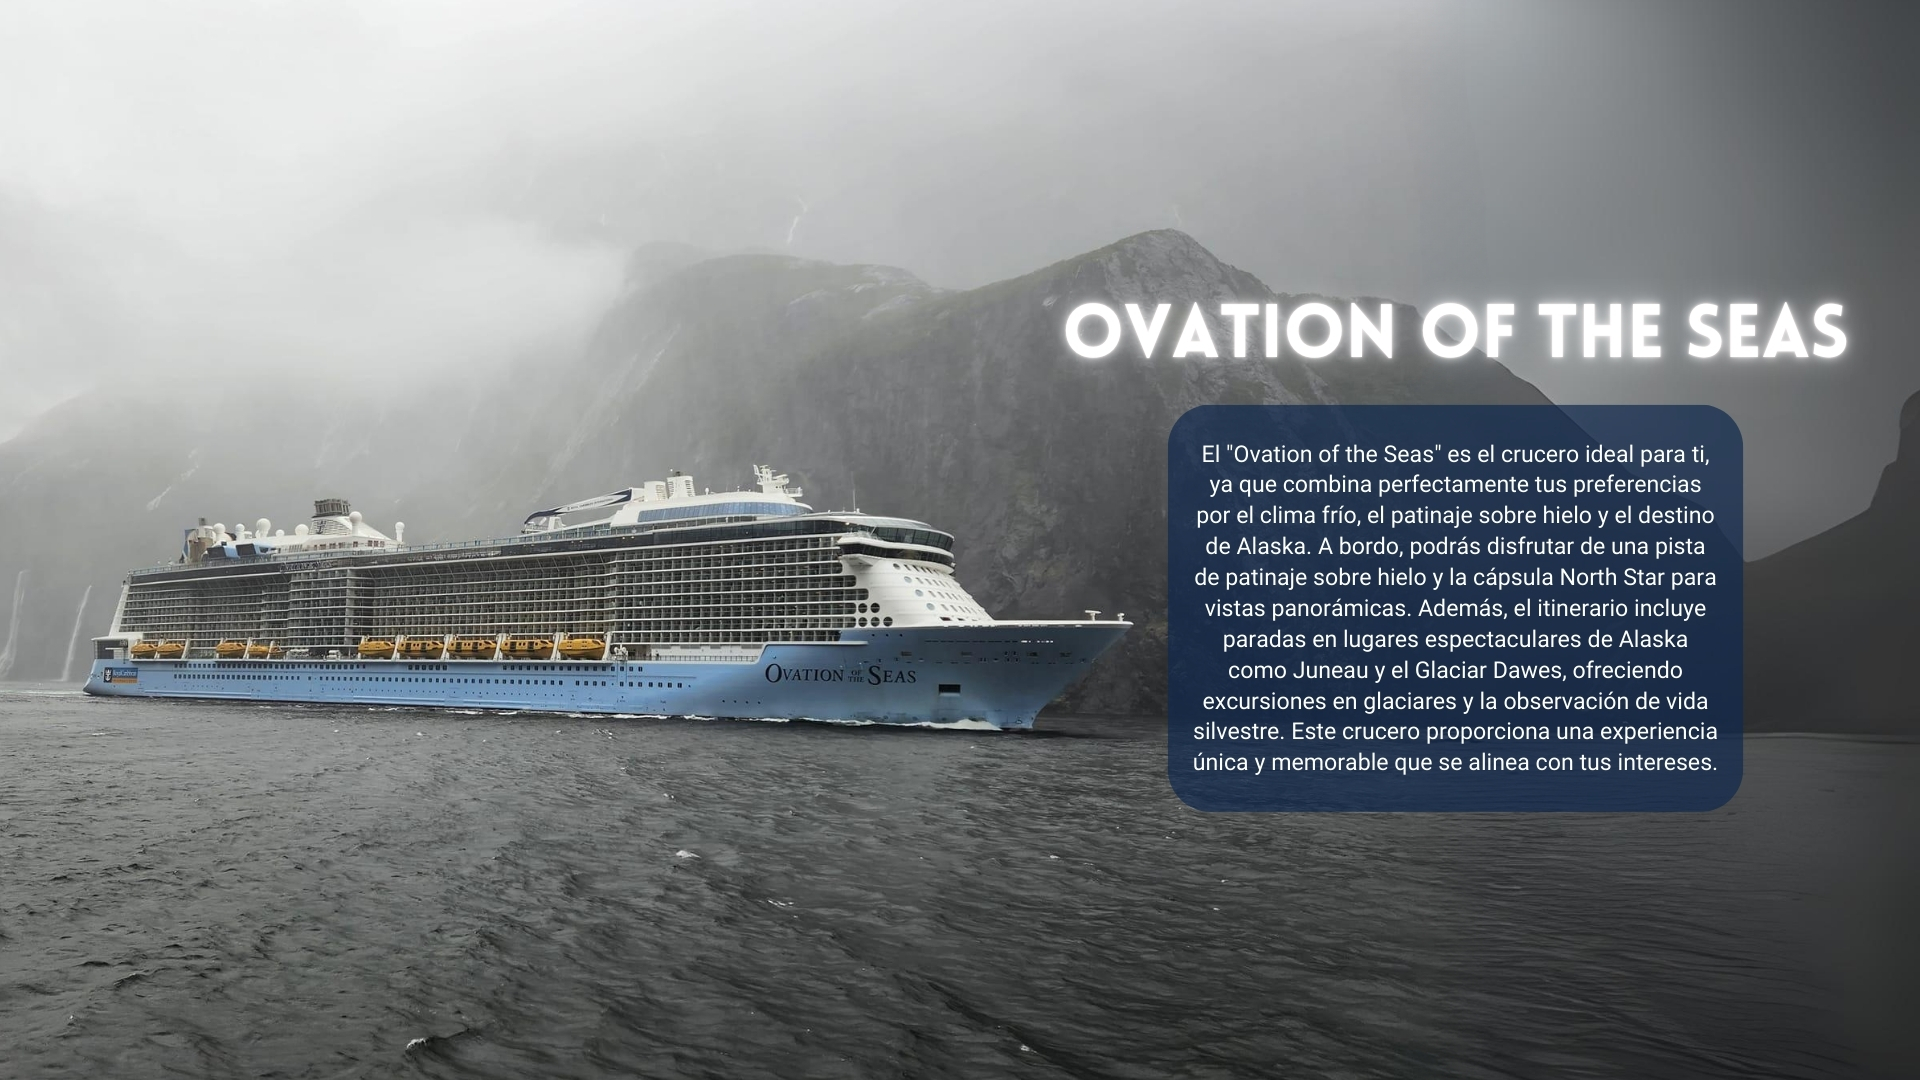 OVATION OF THE SEAS
El "Ovation of the Seas" es el crucero ideal para ti,
ya que combina perfectamente tus preferencias
por el clima frío, el patinaje sobre hielo y el destino
de Alaska. A bordo, podrás disfrutar de una pista
de patinaje sobre hielo y la cápsula North Star para
vistas panorámicas. Además, el itinerario incluye
paradas en lugares espectaculares de Alaska
como Juneau y el Glaciar Dawes, ofreciendo
excursiones en glaciares y la observación de vida
silvestre. Este crucero proporciona una experiencia
única y memorable que se alinea con tus intereses.
OVATION OF THE SEAS